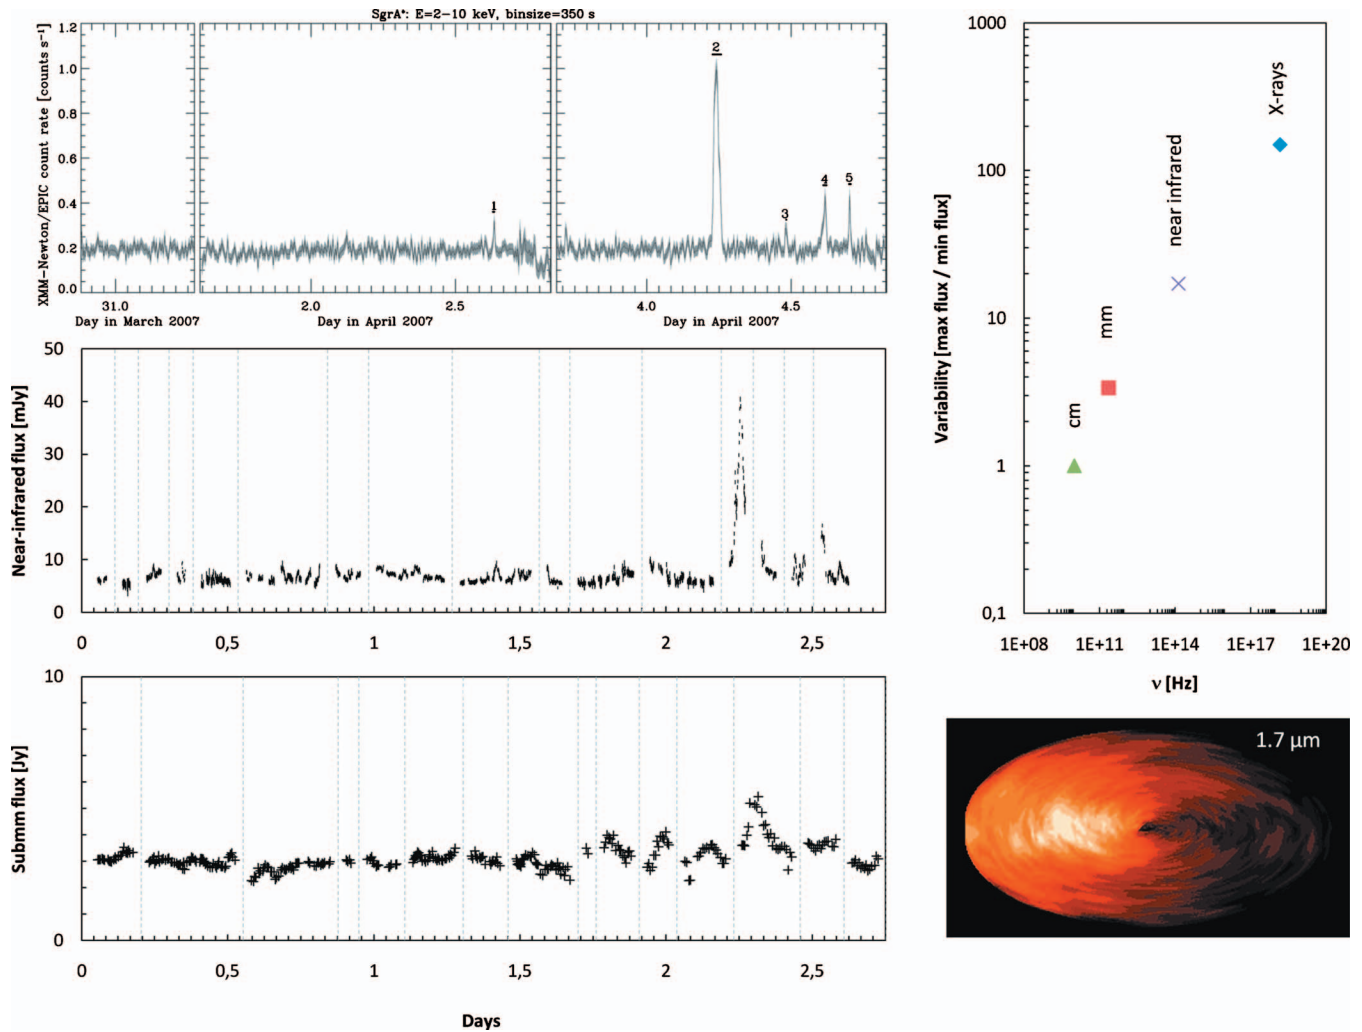 SgrA*: E=2−10 keV, binsize=350 s
XMM−Newton/EPIC count rate [counts s⁻¹]
1.2
1.0
0.8
0.6
0.4
0.2
0.0
1
2
3
4
5
31.0
2.0
2.5
4.0
4.5
Day in March 2007
Day in April 2007
Day in April 2007
Near-infrared flux [mJy]
50
40
30
20
10
0
0
0,5
1
1,5
2
2,5
Submm flux [Jy]
10
5
0
0
0,5
1
1,5
2
2,5
Days
Variability [max flux / min flux]
1000
100
10
1
0,1
cm
mm
near infrared
X-rays
1E+08
1E+11
1E+14
1E+17
1E+20
ν [Hz]
1.7 μm